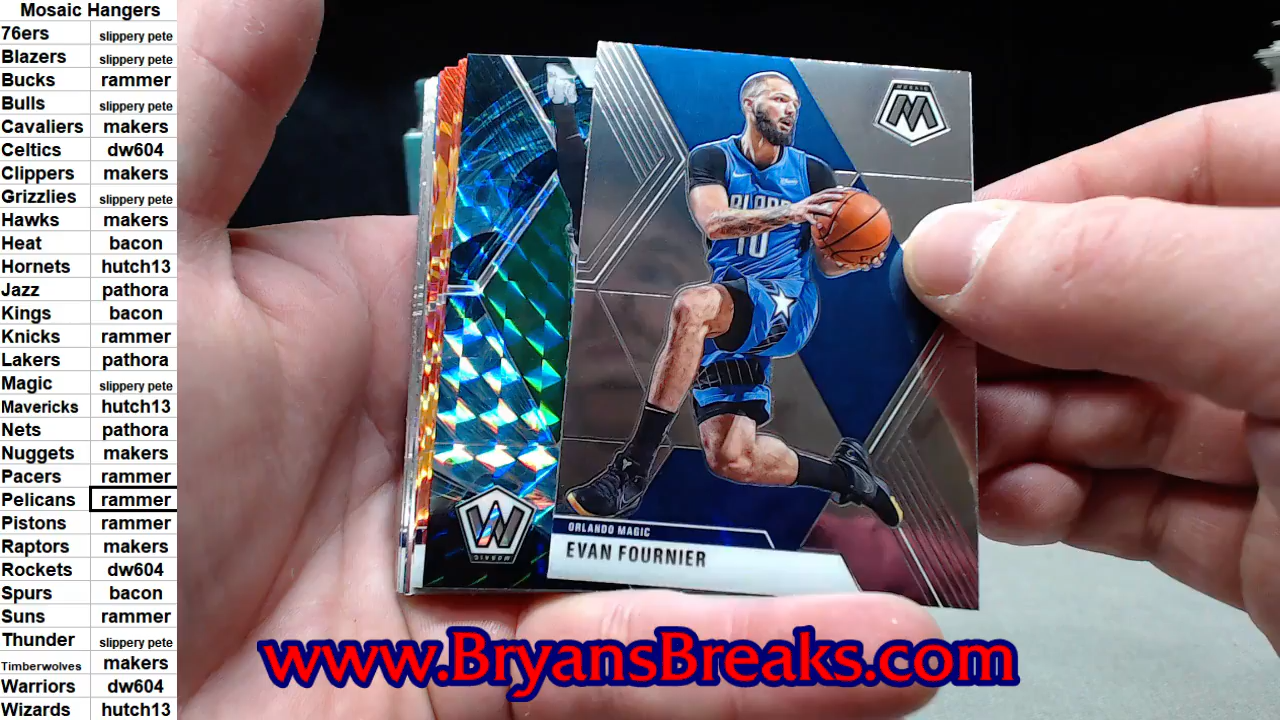 Mosaic Hangers
76ers slippery pete
Blazers slippery pete
Bucks rammer
Bulls slippery pete
Cavaliers makers
Celtics dw604
Clippers makers
Grizzlies slippery pete
Hawks makers
Heat bacon
Hornets hutch13
Jazz pathora
Kings bacon
Knicks rammer
Lakers pathora
Magic slippery pete
Mavericks hutch13
Nets pathora
Nuggets makers
Pacers rammer
Pelicans rammer
Pistons rammer
Raptors makers
Rockets dw604
Spurs bacon
Suns rammer
Thunder slippery pete
Timberwolves makers
Warriors dw604
Wizards hutch13
MOSAIC
M
10
ORLANDO MAGIC
EVAN FOURNIER
MOSAIC
www.BryansBreaks.com